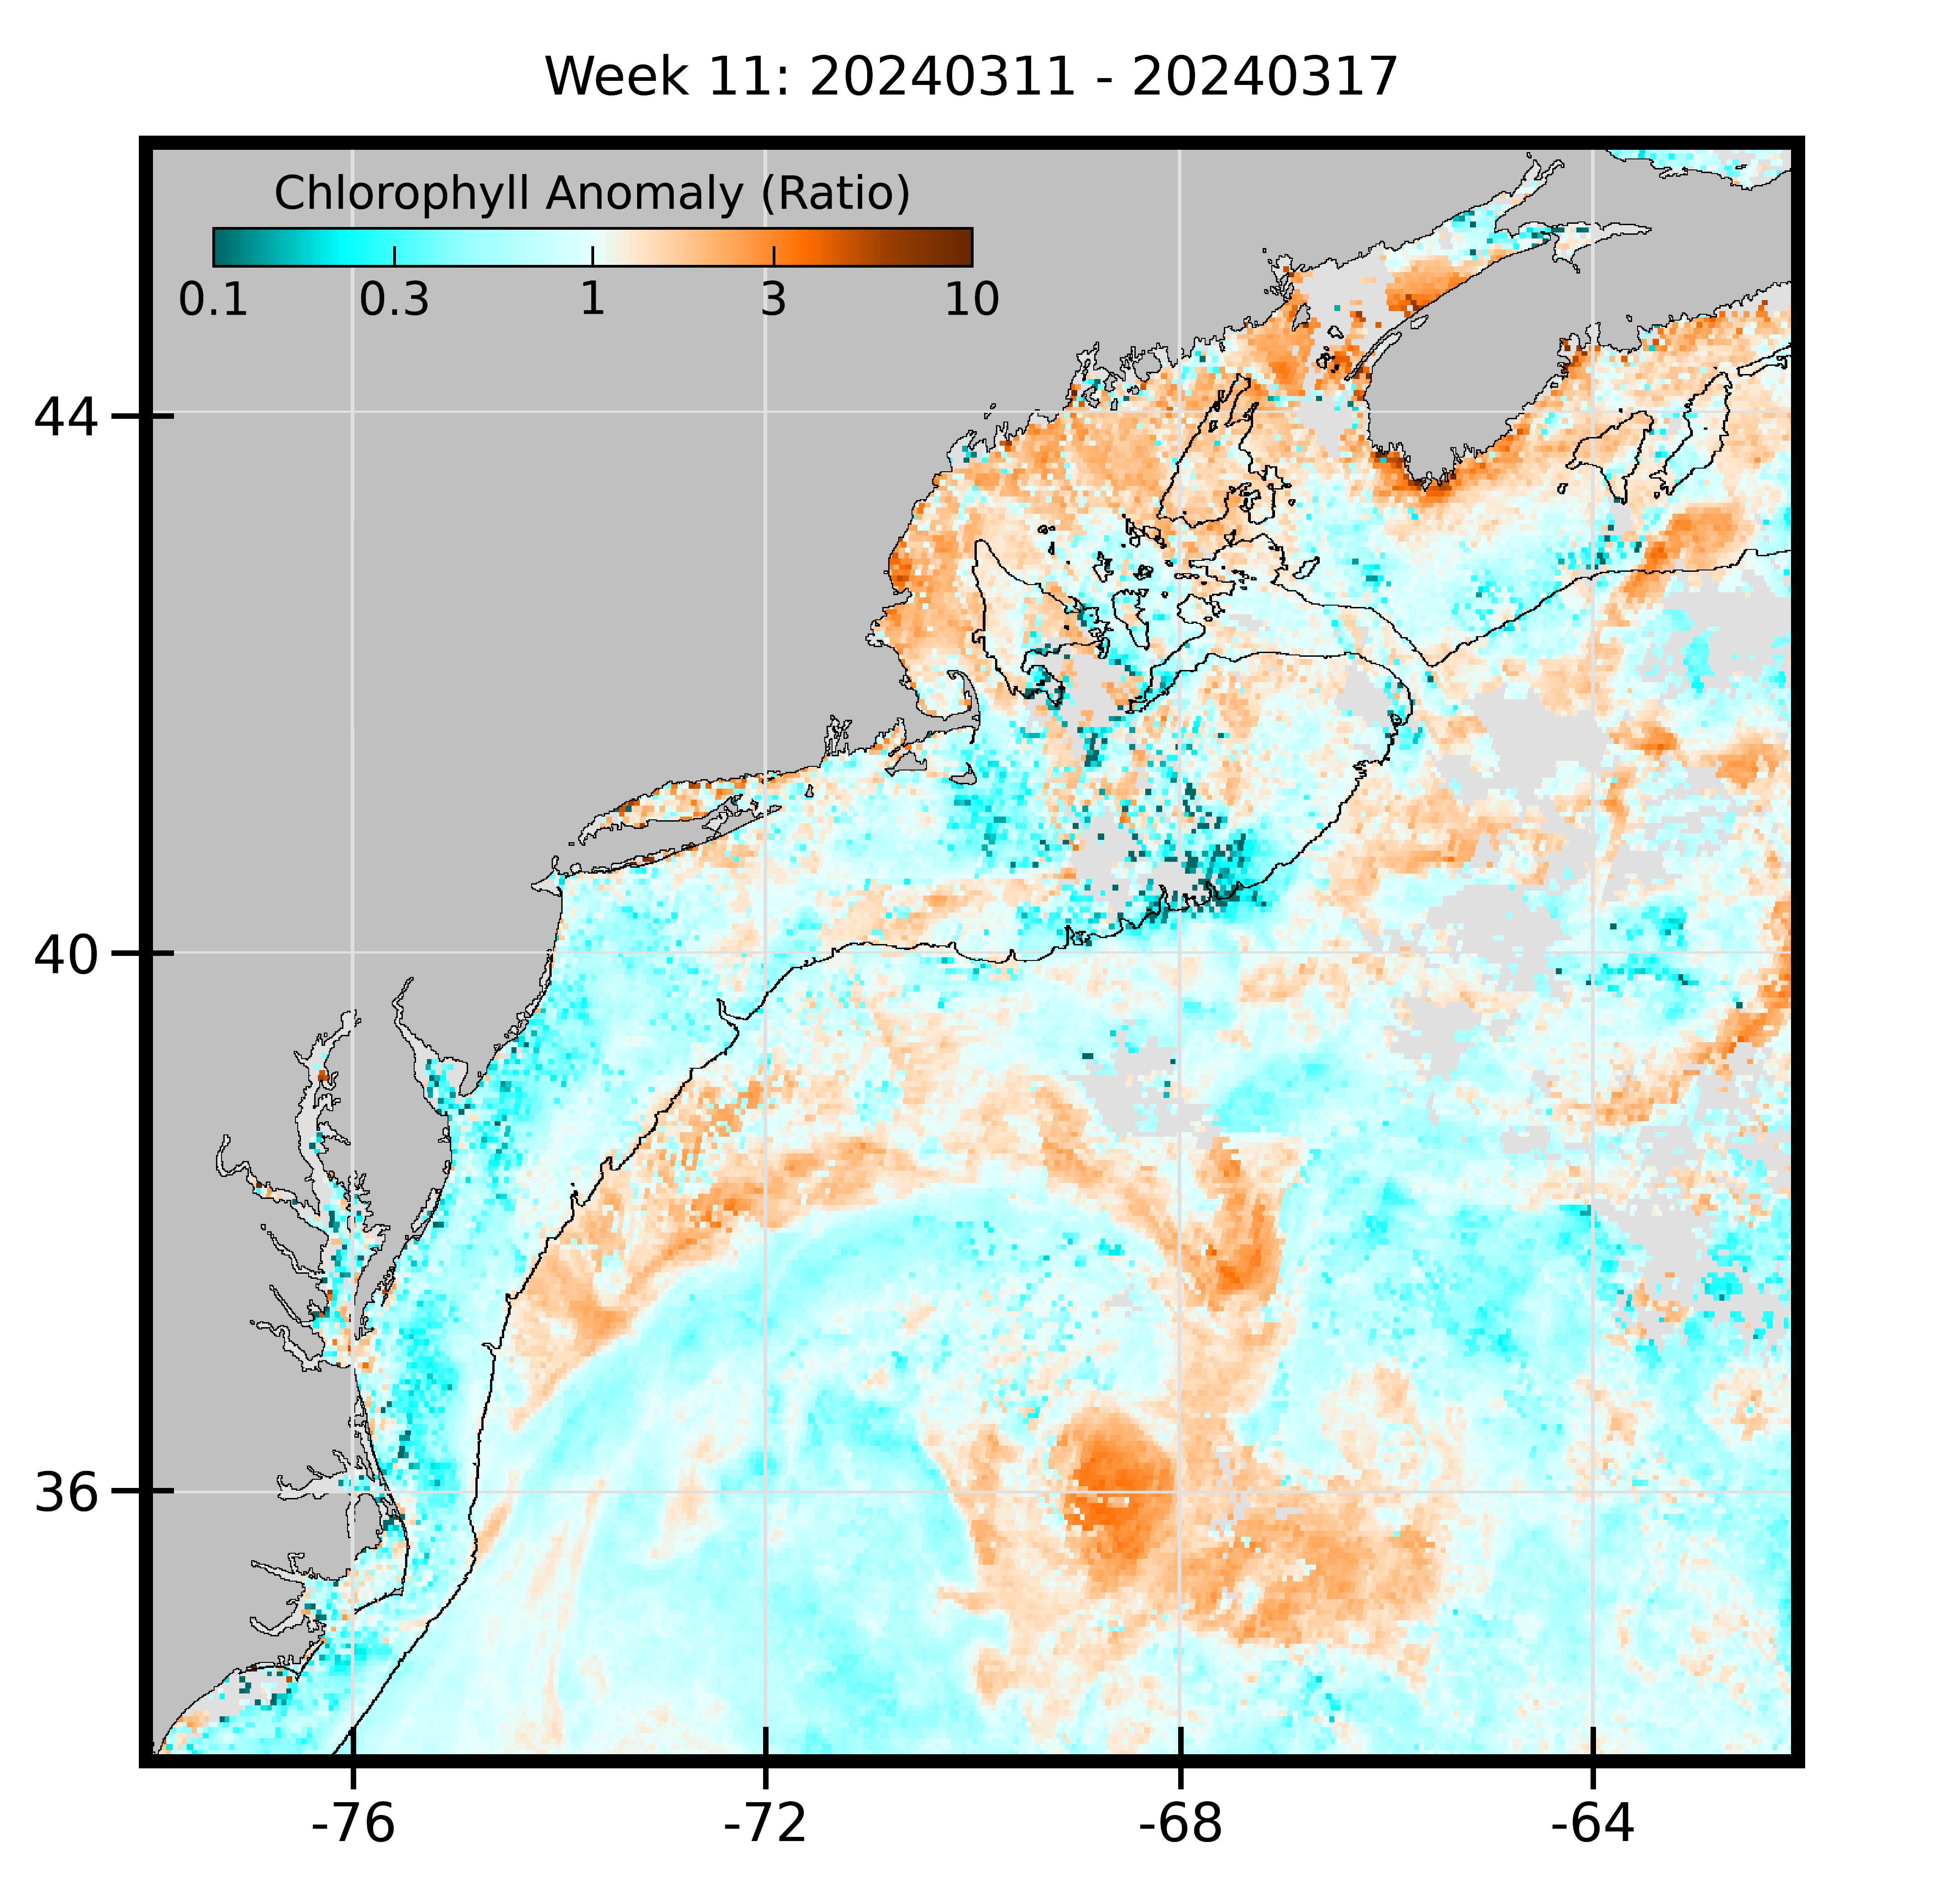 Week 11: 20240311 - 20240317
Chlorophyll Anomaly (Ratio)
0.1 0.3 1 3 10
44
40
36
-76 -72 -68 -64